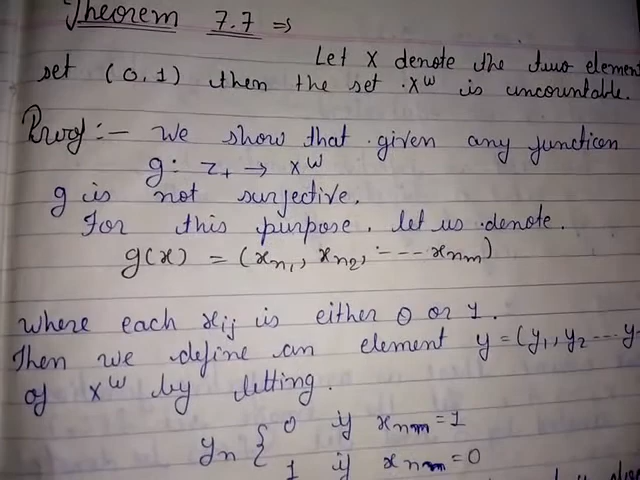 Theorem 7.7 ⇒
Let X denote the two element
set (0,1) then the set X^ω is uncountable.
Proof :- We show that given any function
g: Z+ → X^ω
g is not surjective.
For this purpose, let us denote.
g(x) = (x_n1, x_n2, ---- x_nm)
where each x_ij is either 0 or 1.
Then we define an element y = (y1, y2 --- y
of X^ω by letting.
y_n { 0 if x_nm = 1
1 if x_nm = 0